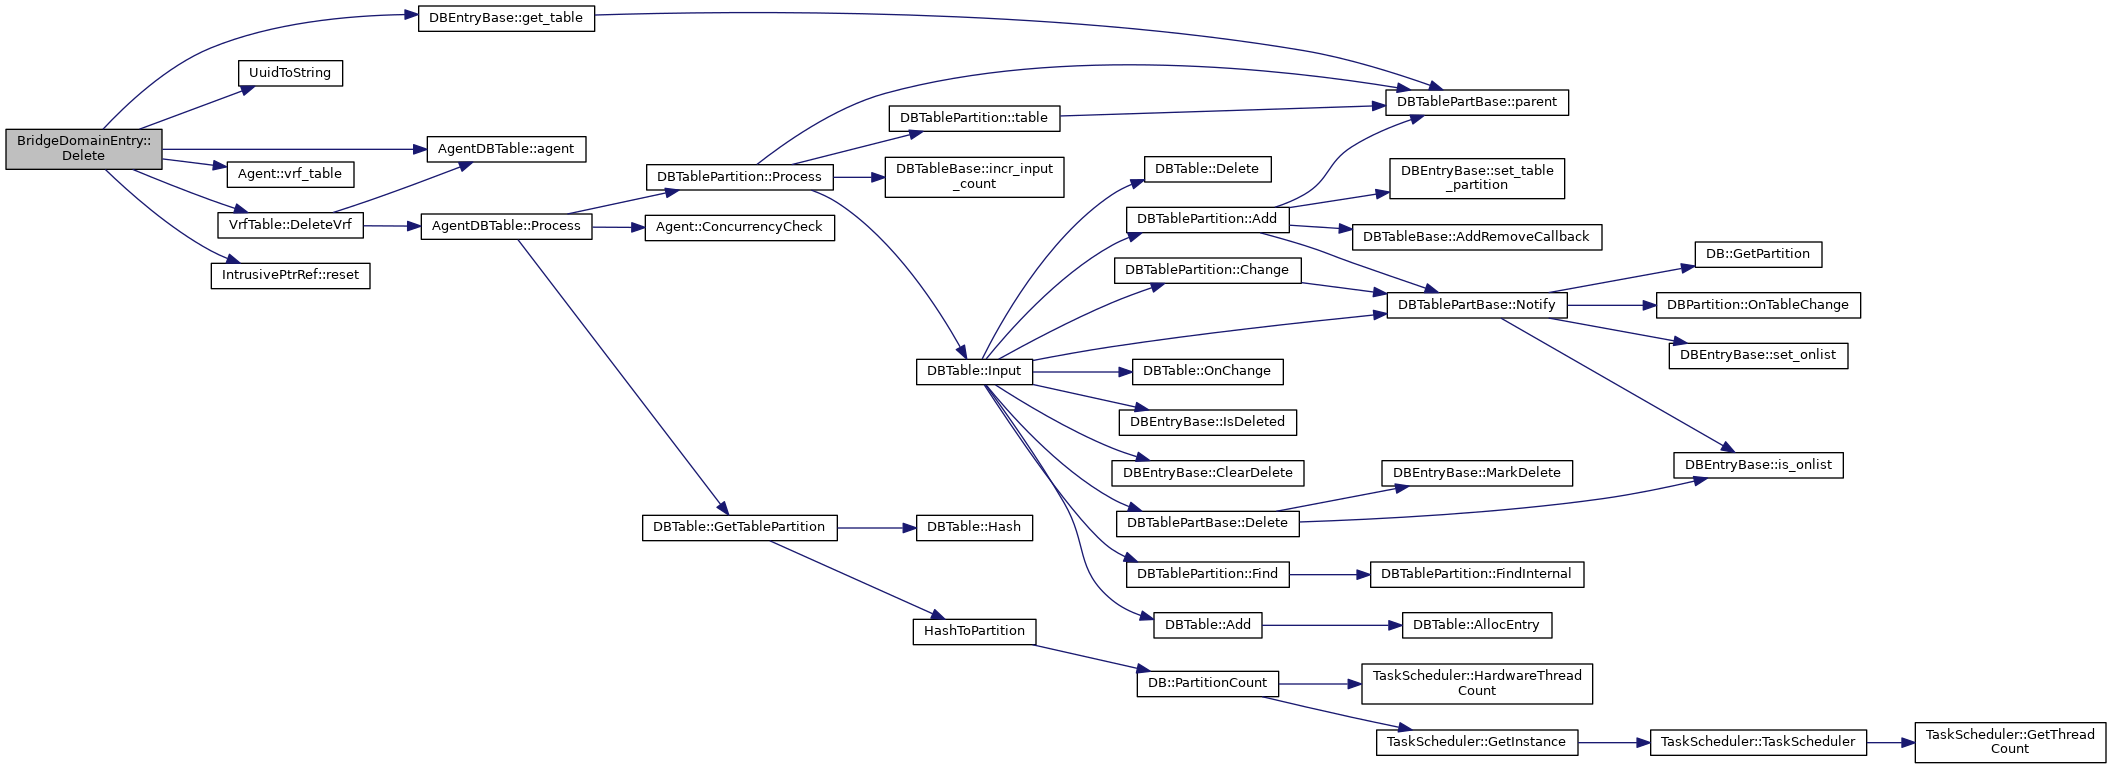 BridgeDomainEntry::
Delete
DBEntryBase::get_table
UuidToString
AgentDBTable::agent
Agent::vrf_table
VrfTable::DeleteVrf
IntrusivePtrRef::reset
AgentDBTable::Process
DBTablePartition::Process
Agent::ConcurrencyCheck
DBTable::GetTablePartition
DBTablePartition::table
DBTableBase::incr_input
_count
DBTable::Input
DBTable::Hash
HashToPartition
DBTable::Delete
DBTablePartition::Add
DBTablePartition::Change
DBTable::OnChange
DBEntryBase::IsDeleted
DBEntryBase::ClearDelete
DBTablePartBase::Delete
DBTablePartition::Find
DBTable::Add
DB::PartitionCount
DBTablePartBase::parent
DBEntryBase::set_table
_partition
DBTableBase::AddRemoveCallback
DBTablePartBase::Notify
DBEntryBase::MarkDelete
DBTablePartition::FindInternal
DBTable::AllocEntry
TaskScheduler::HardwareThread
Count
TaskScheduler::GetInstance
DB::GetPartition
DBPartition::OnTableChange
DBEntryBase::set_onlist
DBEntryBase::is_onlist
TaskScheduler::TaskScheduler
TaskScheduler::GetThread
Count